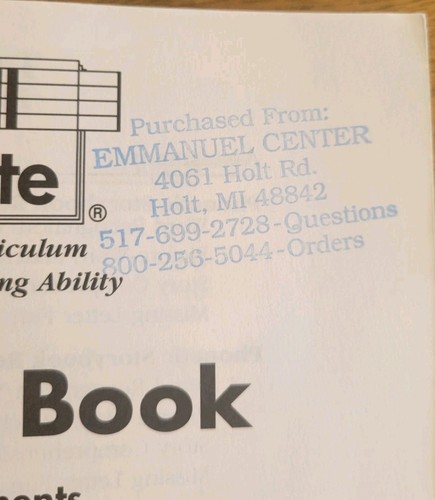 Purchased From:
EMMANUEL CENTER
4061 Holt Rd.
Holt, MI 48842
517-699-2728-Questions
800-256-5044-Orders
te
®
iculum
ng Ability
Book